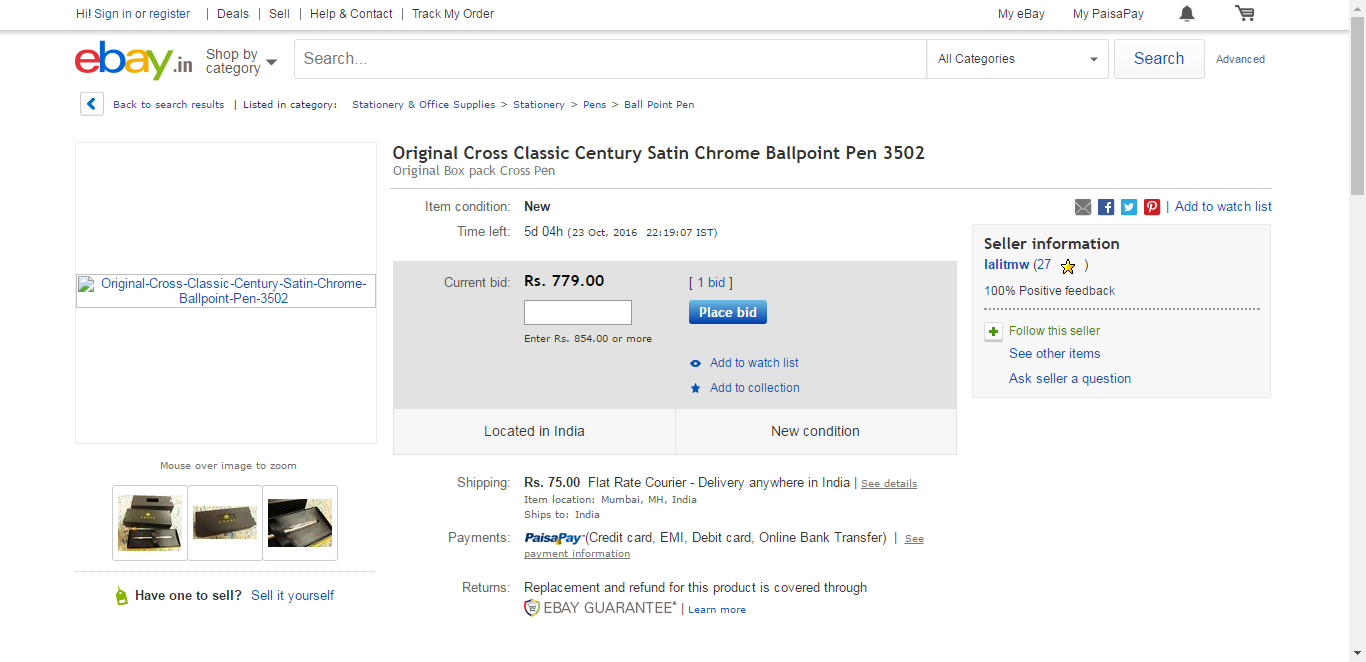 Hi! Sign in or register | Deals | Sell | Help & Contact | Track My Order My eBay My PaisaPay
ebay.in Shop by category Search... All Categories Search Advanced
Back to search results | Listed in category: Stationery & Office Supplies > Stationery > Pens > Ball Point Pen
Original Cross Classic Century Satin Chrome Ballpoint Pen 3502
Original Box pack Cross Pen
Item condition: New
Time left: 5d 04h (23 Oct, 2016 22:19:07 IST)
Current bid: Rs. 779.00 [ 1 bid ]
Place bid
Enter Rs. 854.00 or more
Add to watch list
Add to collection
Located in India New condition
Shipping: Rs. 75.00 Flat Rate Courier - Delivery anywhere in India | See details
Item location: Mumbai, MH, India
Ships to: India
Payments: PaisaPay (Credit card, EMI, Debit card, Online Bank Transfer) | See
payment information
Returns: Replacement and refund for this product is covered through
EBAY GUARANTEE* | Learn more
| Add to watch list
Seller information
lalitmw (27 )
100% Positive feedback
Follow this seller
See other items
Ask seller a question
Original-Cross-Classic-Century-Satin-Chrome-
Ballpoint-Pen-3502
Mouse over image to zoom
Have one to sell? Sell it yourself